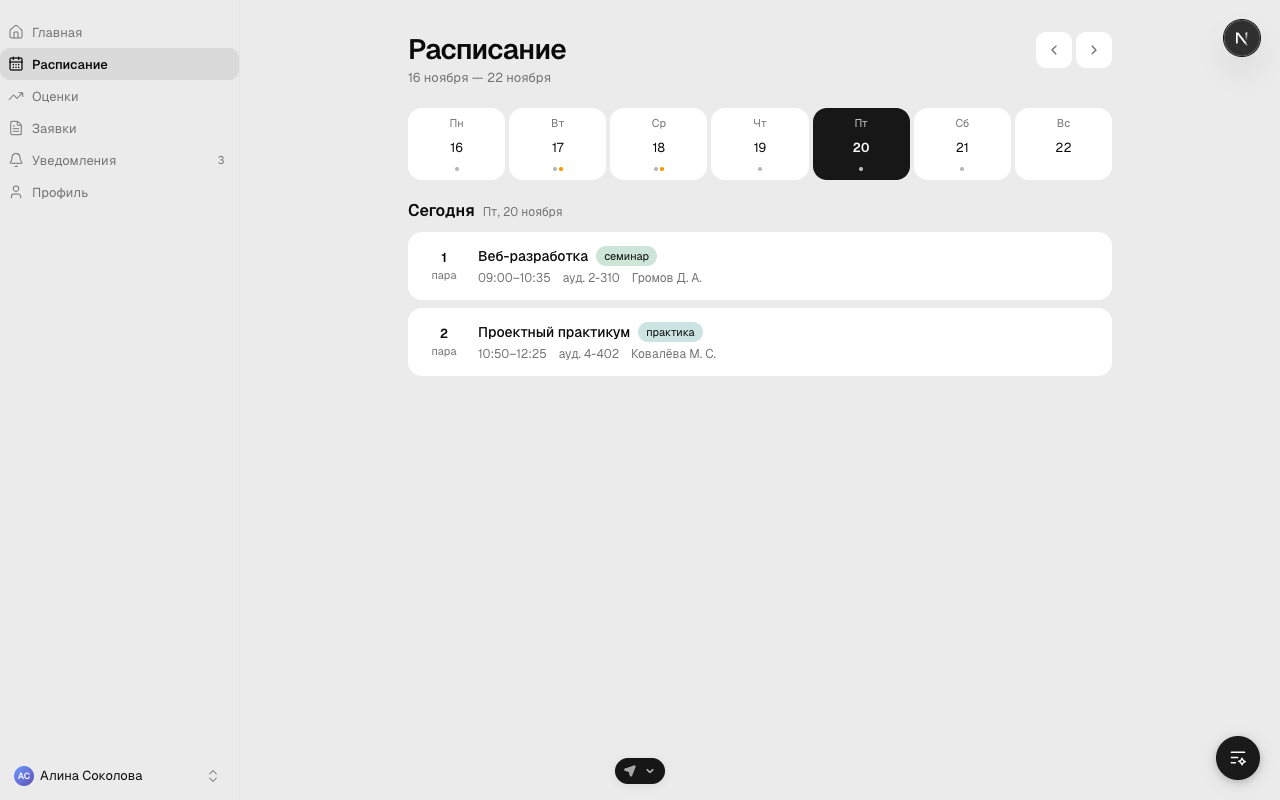 Главная
Расписание
Оценки
Заявки
Уведомления 3
Профиль
Расписание
16 ноября — 22 ноября
Пн Вт Ср Чт Пт Сб Вс
16 17 18 19 20 21 22
Сегодня Пт, 20 ноября
1 Веб-разработка семинар
пара 09:00–10:35 ауд. 2-310 Громов Д. А.
2 Проектный практикум практика
пара 10:50–12:25 ауд. 4-402 Ковалёва М. С.
АС Алина Соколова
N